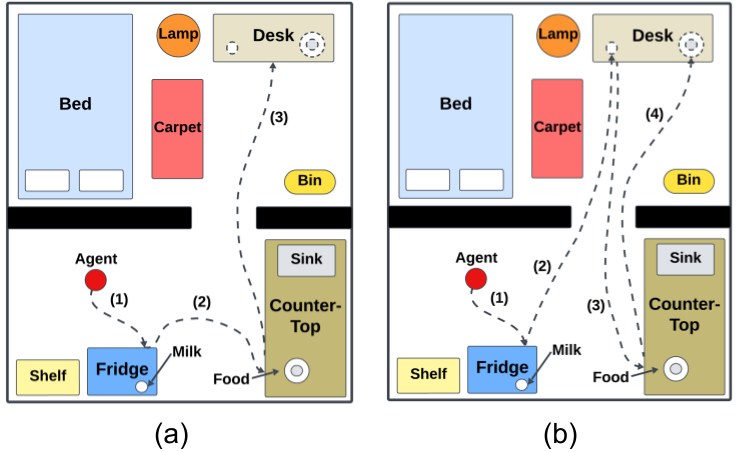 Lamp
Desk
(3)
Bed
Carpet
Bin
Agent
Sink
(1)
(2)
Counter-
Top
Milk
Shelf
Fridge
Food
(a)
Lamp
Desk
(4)
Bed
Carpet
Bin
Agent
Sink
(2)
(1)
(3)
Counter-
Top
Milk
Shelf
Fridge
Food
(b)